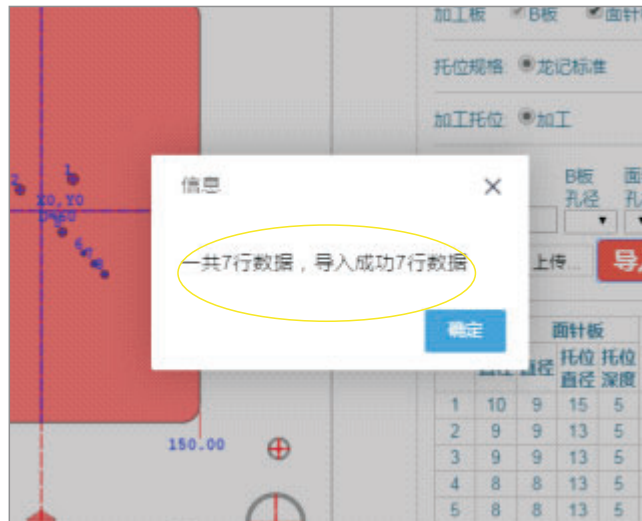 加工板 B板 面针
托位规格 龙记标准
加工托位 加工
B板 面
孔径 孔
信息
一共7行数据，导入成功7行数据
上传...
导
确定
X0,Y0
150.00
面针板
直径 托位 托位
直径 深度
1 10 9 15 5
2 9 9 13 5
3 9 9 13 5
4 8 8 13 5
5 8 8 13 5